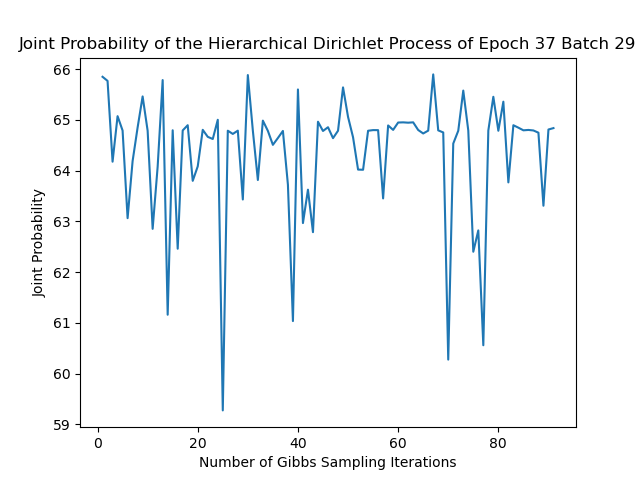 Joint Probability of the Hierarchical Dirichlet Process of Epoch 37 Batch 29
66
65
64
63
62
61
60
59
Joint Probability
0 20 40 60 80
Number of Gibbs Sampling Iterations